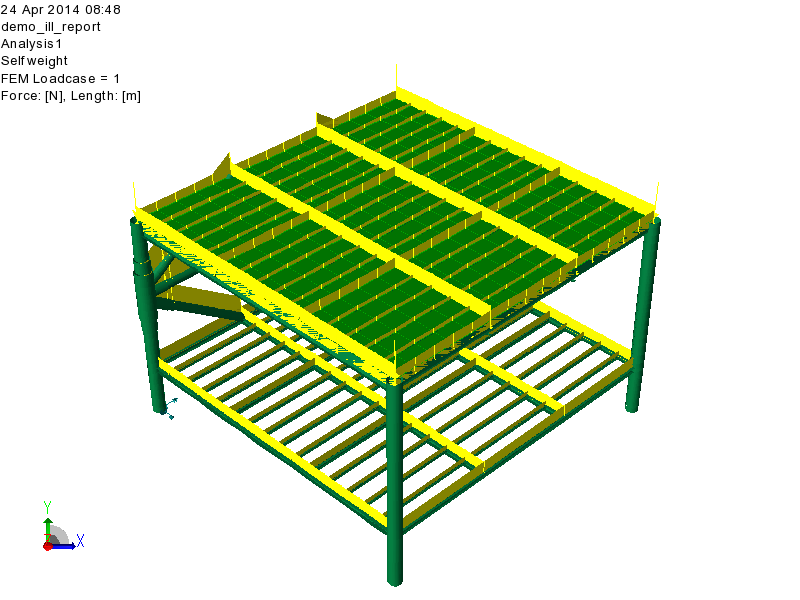 24 Apr 2014 08:48
demo_ill_report
Analysis1
Selfweight
FEM Loadcase = 1
Force: [N], Length: [m]
Y
X